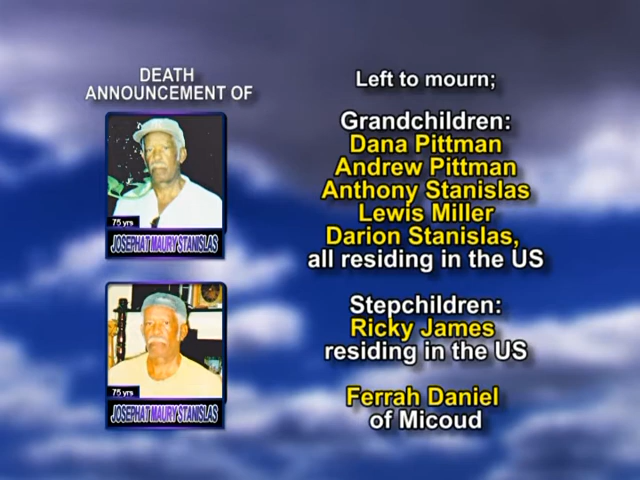 DEATH
ANNOUNCEMENT OF
75 yrs
JOSEPHAT MAURY STANISLAS
75 yrs
JOSEPHAT MAURY STANISLAS
Left to mourn;
Grandchildren:
Dana Pittman
Andrew Pittman
Anthony Stanislas
Lewis Miller
Darion Stanislas,
all residing in the US
Stepchildren:
Ricky James
residing in the US
Ferrah Daniel
of Micoud